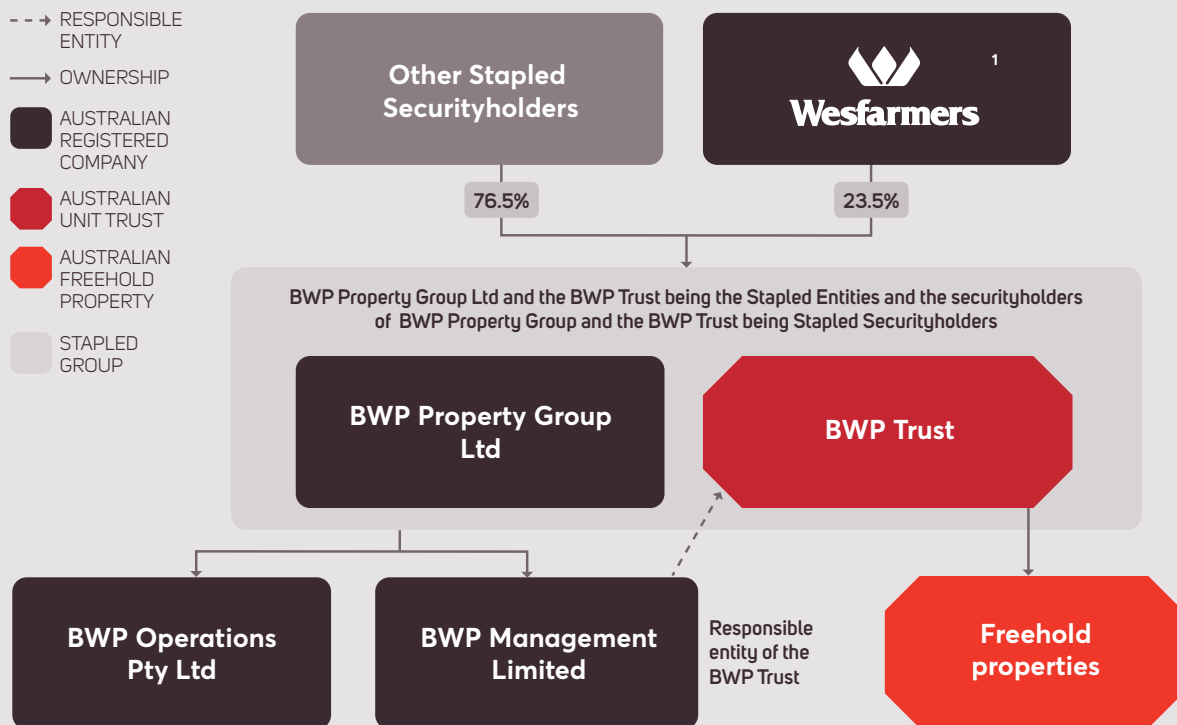 RESPONSIBLE
ENTITY
OWNERSHIP
AUSTRALIAN
REGISTERED
COMPANY
AUSTRALIAN
UNIT TRUST
AUSTRALIAN
FREEHOLD
PROPERTY
STAPLED
GROUP
Other Stapled
Securityholders
1
Wesfarmers
76.5%
23.5%
BWP Property Group Ltd and the BWP Trust being the Stapled Entities and the securityholders
of BWP Property Group and the BWP Trust being Stapled Securityholders
BWP Property Group
Ltd
BWP Trust
BWP Operations
Pty Ltd
BWP Management
Limited
Responsible
entity of the
BWP Trust
Freehold
properties